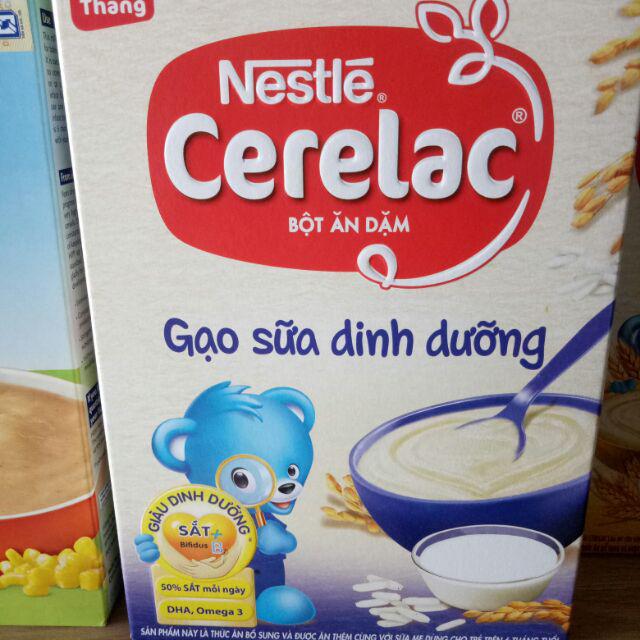 Tháng
Nestlé®
Cerelac®
BỘT ĂN DẶM
Gạo sữa dinh dưỡng
GIÀU DINH DƯỠNG
SẮT+
Bifidus BL
50% SẮT mỗi ngày
DHA, Omega 3
SẢN PHẨM NÀY LÀ THỨC ĂN BỔ SUNG VÀ ĐƯỢC ĂN THÊM CÙNG VỚI SỮA MẸ DÙNG CHO TRẺ TRÊN 6 THÁNG TUỔI